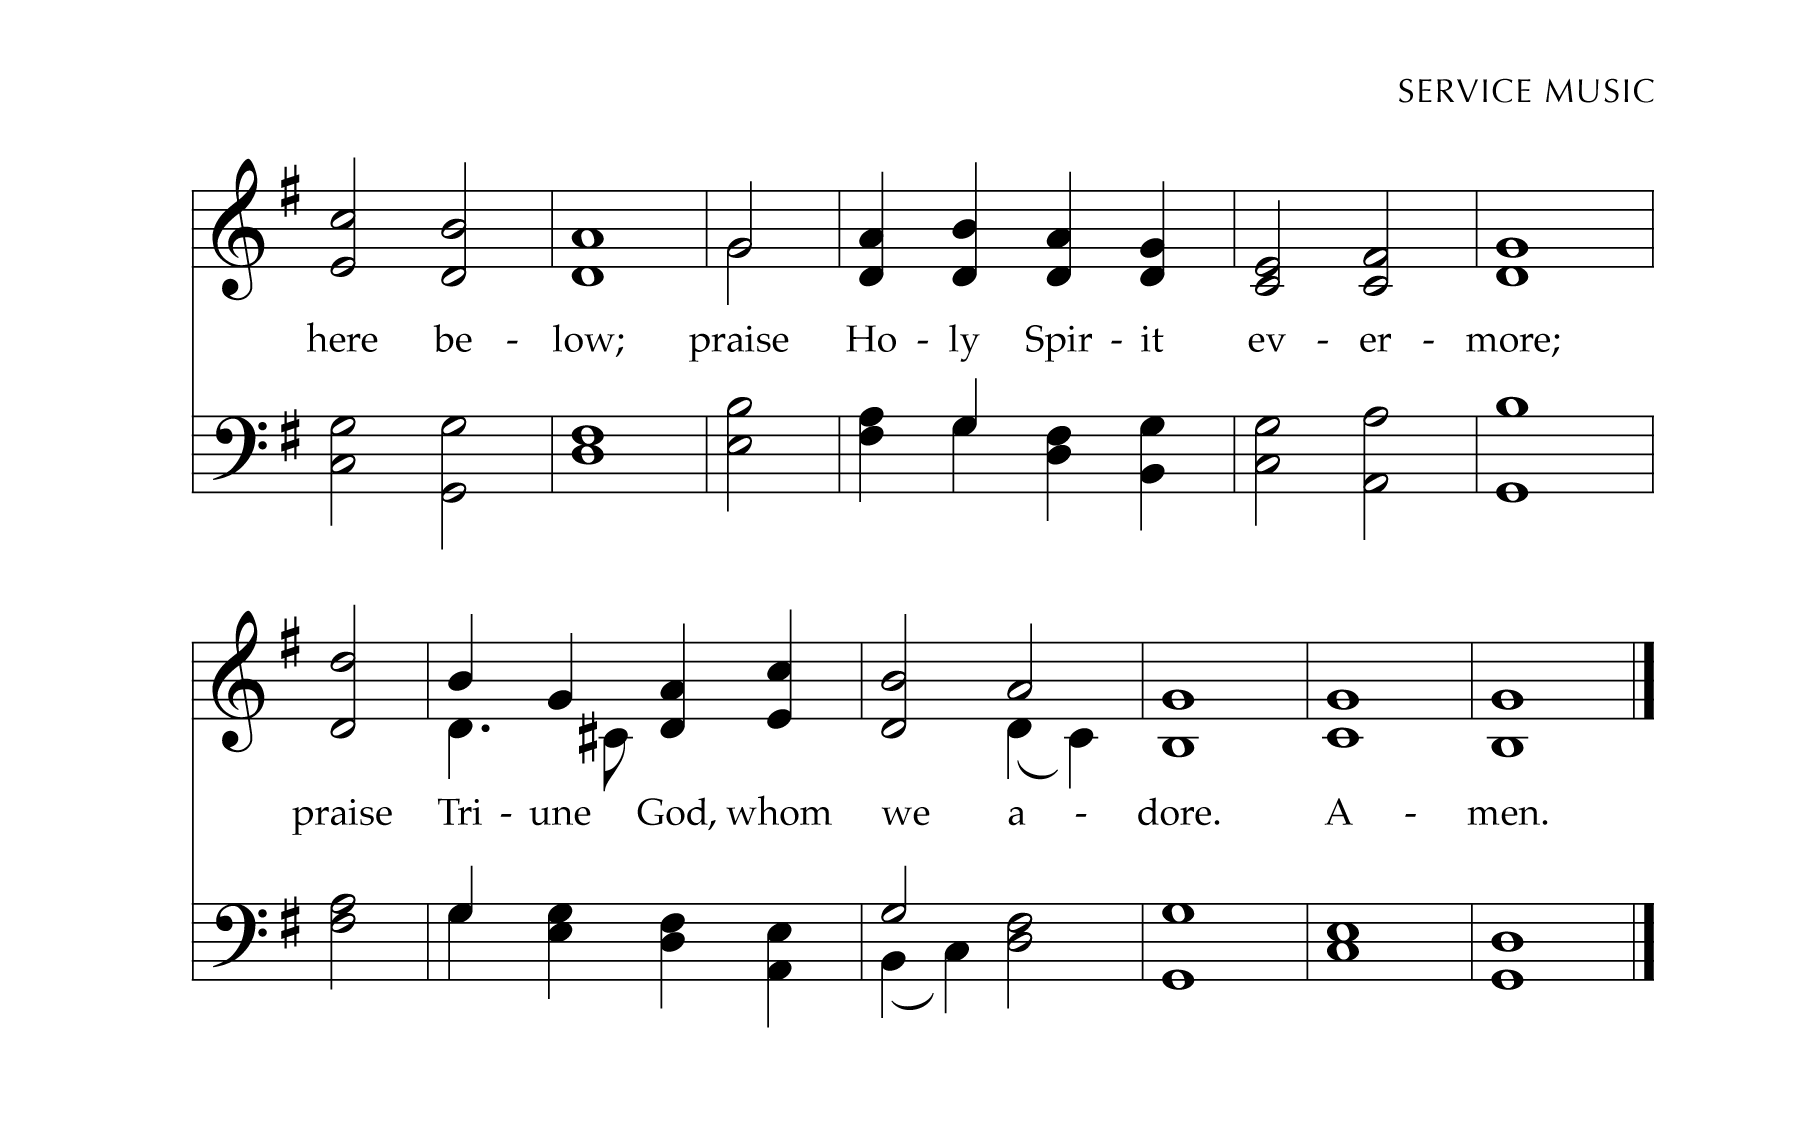 SERVICE MUSIC
here be - low; praise Ho - ly Spir - it ev - er - more;
praise Tri - une God, whom we a - dore. A - men.